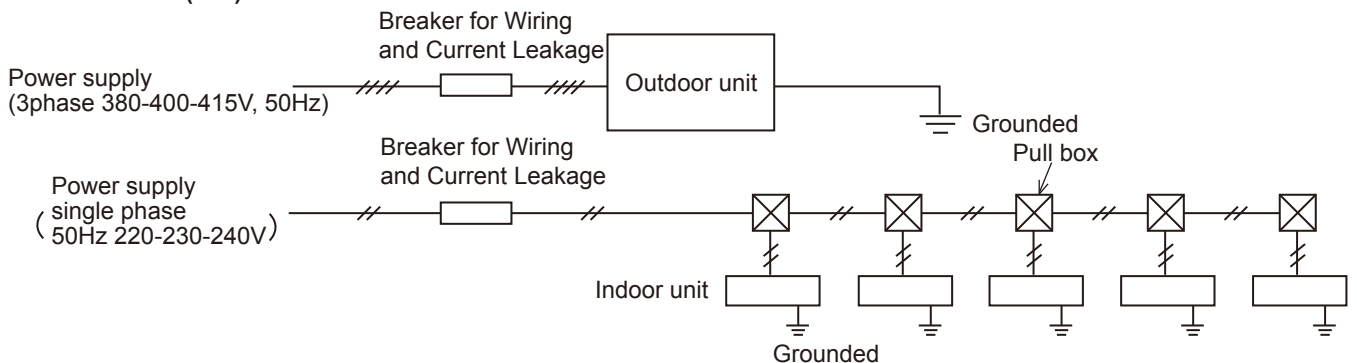 Breaker for Wiring
and Current Leakage
Power supply
(3phase 380-400-415V, 50Hz)
Outdoor unit
Grounded
Pull box
Breaker for Wiring
and Current Leakage
Power supply
single phase
(50Hz 220-230-240V)
Indoor unit
Grounded